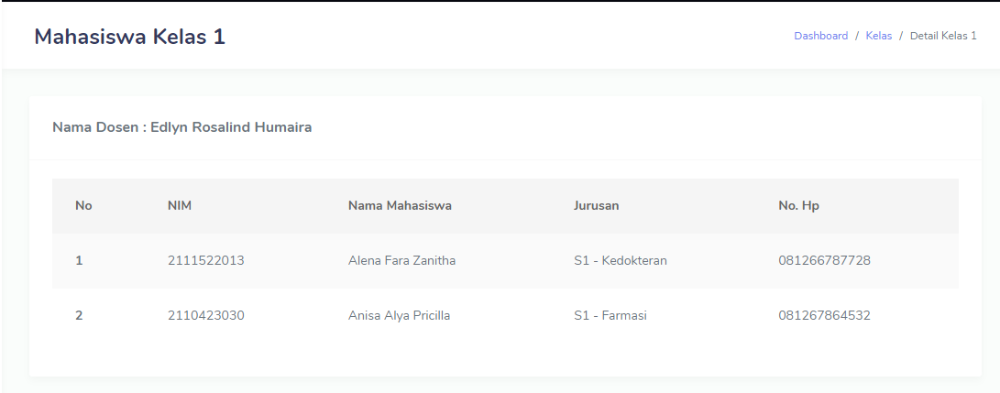 Mahasiswa Kelas 1
Dashboard / Kelas / Detail Kelas 1
Nama Dosen : Edlyn Rosalind Humaira
No NIM Nama Mahasiswa Jurusan No. Hp
1 2111522013 Alena Fara Zanitha S1 - Kedokteran 081266787728
2 2110423030 Anisa Alya Pricilla S1 - Farmasi 081267864532